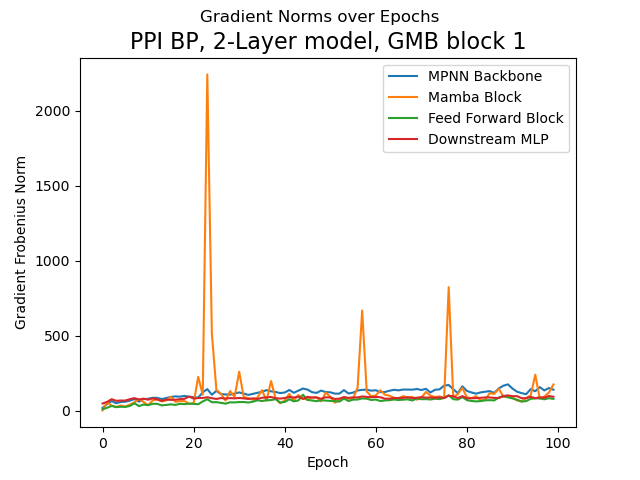 Gradient Norms over Epochs
PPI BP, 2-Layer model, GMB block 1
MPNN Backbone
Mamba Block
Feed Forward Block
Downstream MLP
Gradient Frobenius Norm
2000
1500
1000
500
0
0 20 40 60 80 100
Epoch